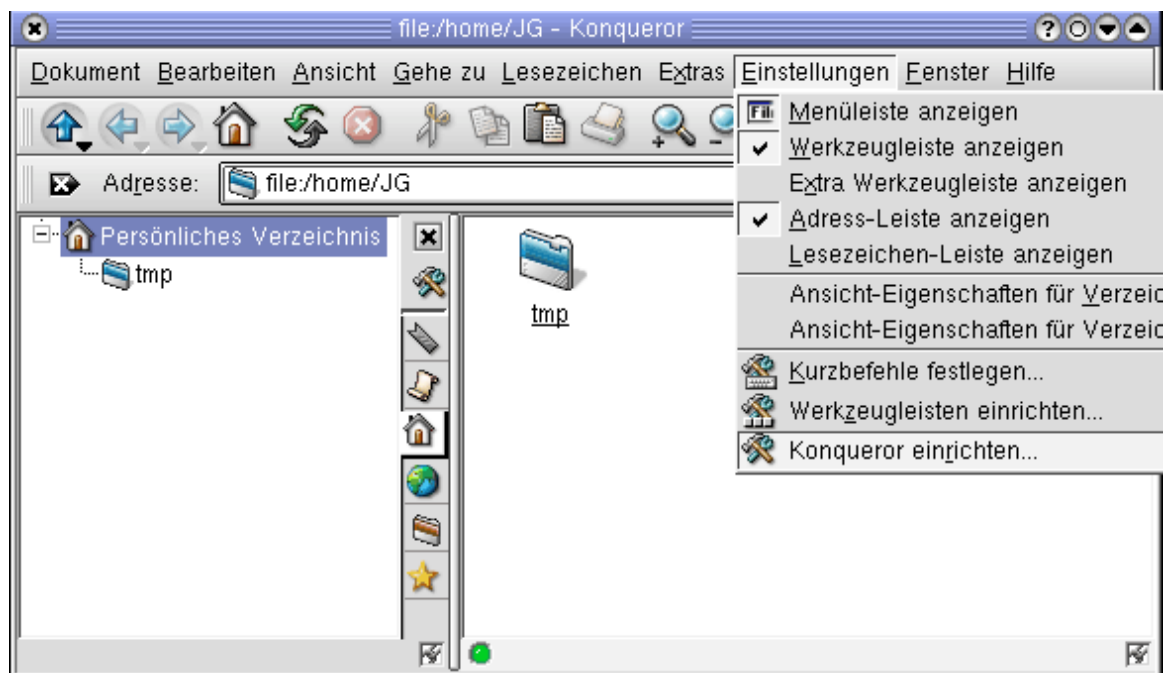 file:/home/JG - Konqueror
Dokument Bearbeiten Ansicht Gehe zu Lesezeichen Extras Einstellungen Fenster Hilfe
Adresse: file:/home/JG
Persönliches Verzeichnis
tmp
tmp
Menüleiste anzeigen
Werkzeugleiste anzeigen
Extra Werkzeugleiste anzeigen
Adress-Leiste anzeigen
Lesezeichen-Leiste anzeigen
Ansicht-Eigenschaften für Verzeic
Ansicht-Eigenschaften für Verzeic
Kurzbefehle festlegen...
Werkzeugleisten einrichten...
Konqueror einrichten...